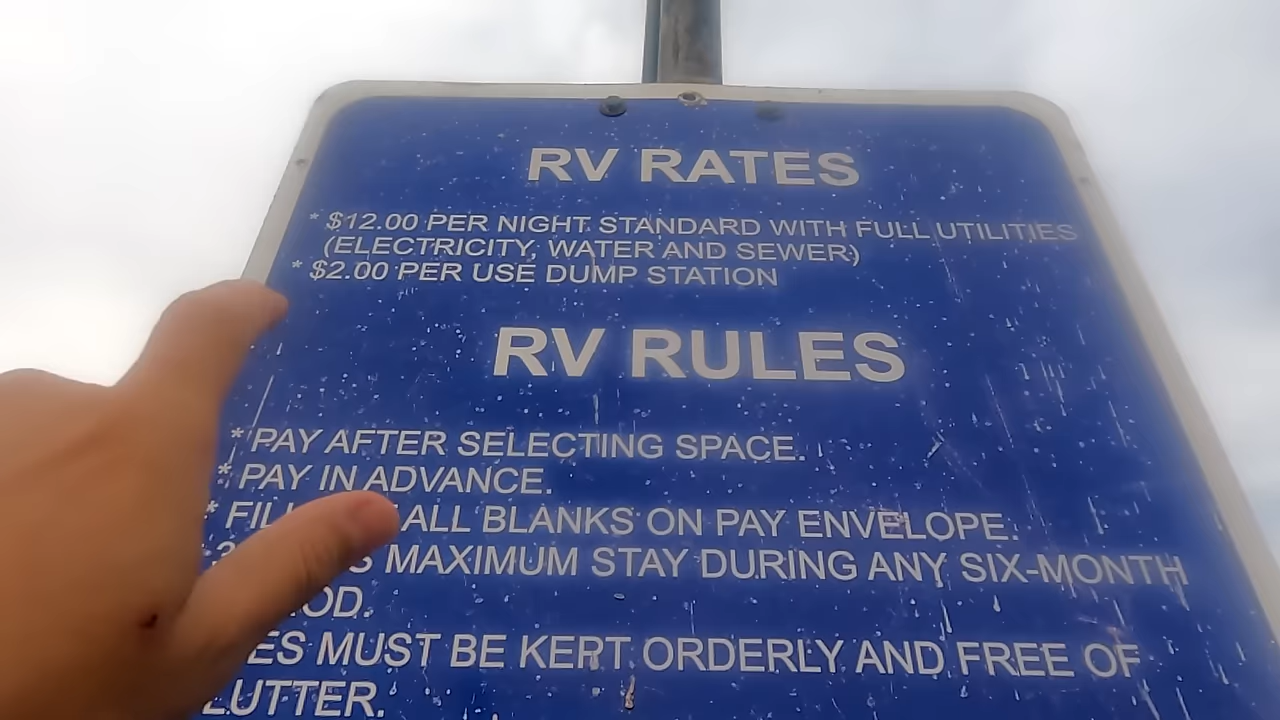 RV RATES
* $12.00 PER NIGHT STANDARD WITH FULL UTILITIES
(ELECTRICITY, WATER AND SEWER)
* $2.00 PER USE DUMP STATION
RV RULES
* PAY AFTER SELECTING SPACE.
* PAY IN ADVANCE.
* ALL BLANKS ON PAY ENVELOPE.
MAXIMUM STAY DURING ANY SIX-MONTH
MUST BE KEPT ORDERLY AND FREE OF